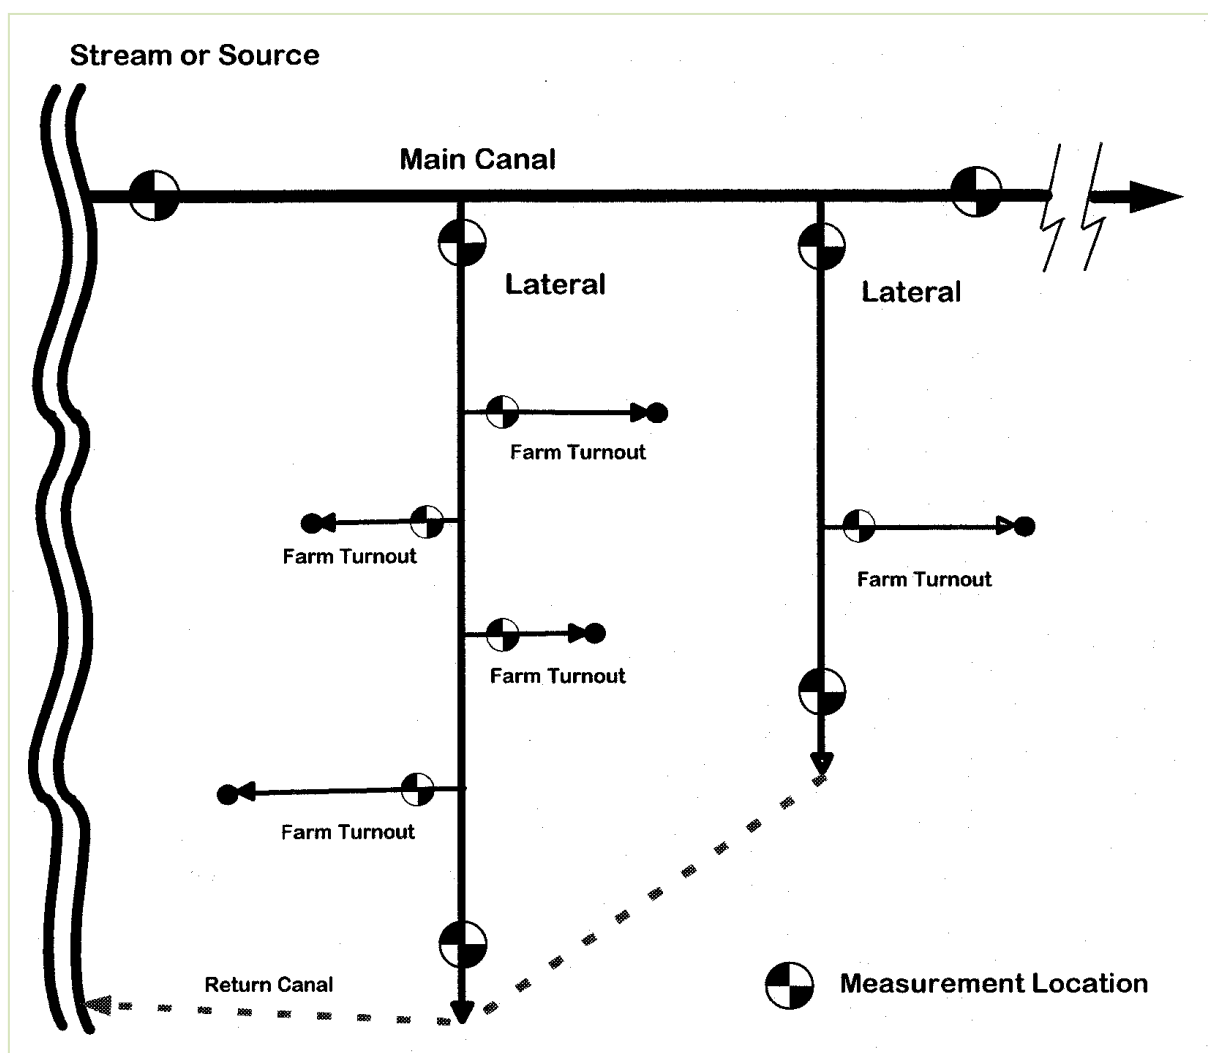 Stream or Source
Main Canal
Lateral
Lateral
Farm Turnout
Farm Turnout
Farm Turnout
Farm Turnout
Farm Turnout
Return Canal
Measurement Location